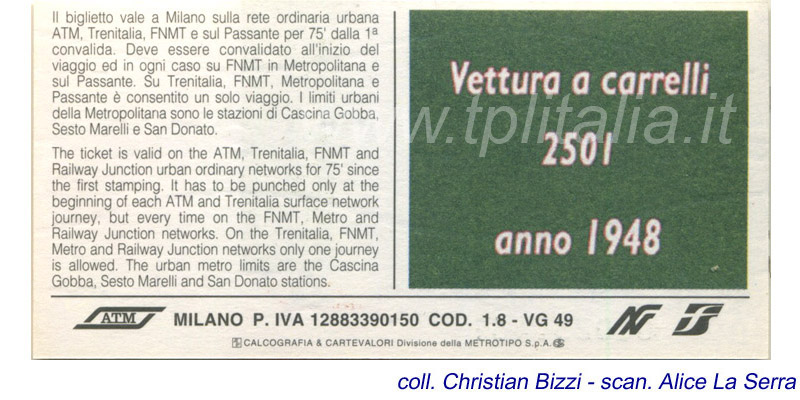 Il biglietto vale a Milano sulla rete ordinaria urbana
ATM, Trenitalia, FNMT e sul Passante per 75' dalla 1ª
convalida. Deve essere convalidato all'inizio del
viaggio ed in ogni caso su FNMT in Metropolitana e
sul Passante. Su Trenitalia, FNMT, Metropolitana e
Passante è consentito un solo viaggio. I limiti urbani
della Metropolitana sono le stazioni di Cascina Gobba,
Sesto Marelli e San Donato.
The ticket is valid on the ATM, Trenitalia, FNMT and
Railway Junction urban ordinary networks for 75' since
the first stamping. It has to be punched only at the
beginning of each ATM and Trenitalia surface network
journey, but every time on the FNMT, Metro and
Railway Junction networks. On the Trenitalia, FNMT,
Metro and Railway Junction networks only one journey
is allowed. The urban metro limits are the Cascina
Gobba, Sesto Marelli and San Donato stations.
Vettura a carrelli
www.tplitalia.it
2501
anno 1948
ATM MILANO P. IVA 12883390150 COD. 1.8 - VG 49
CALCOGRAFIA & CARTEVALORI Divisione della METROTIPO S.p.A.
coll. Christian Bizzi - scan. Alice La Serra